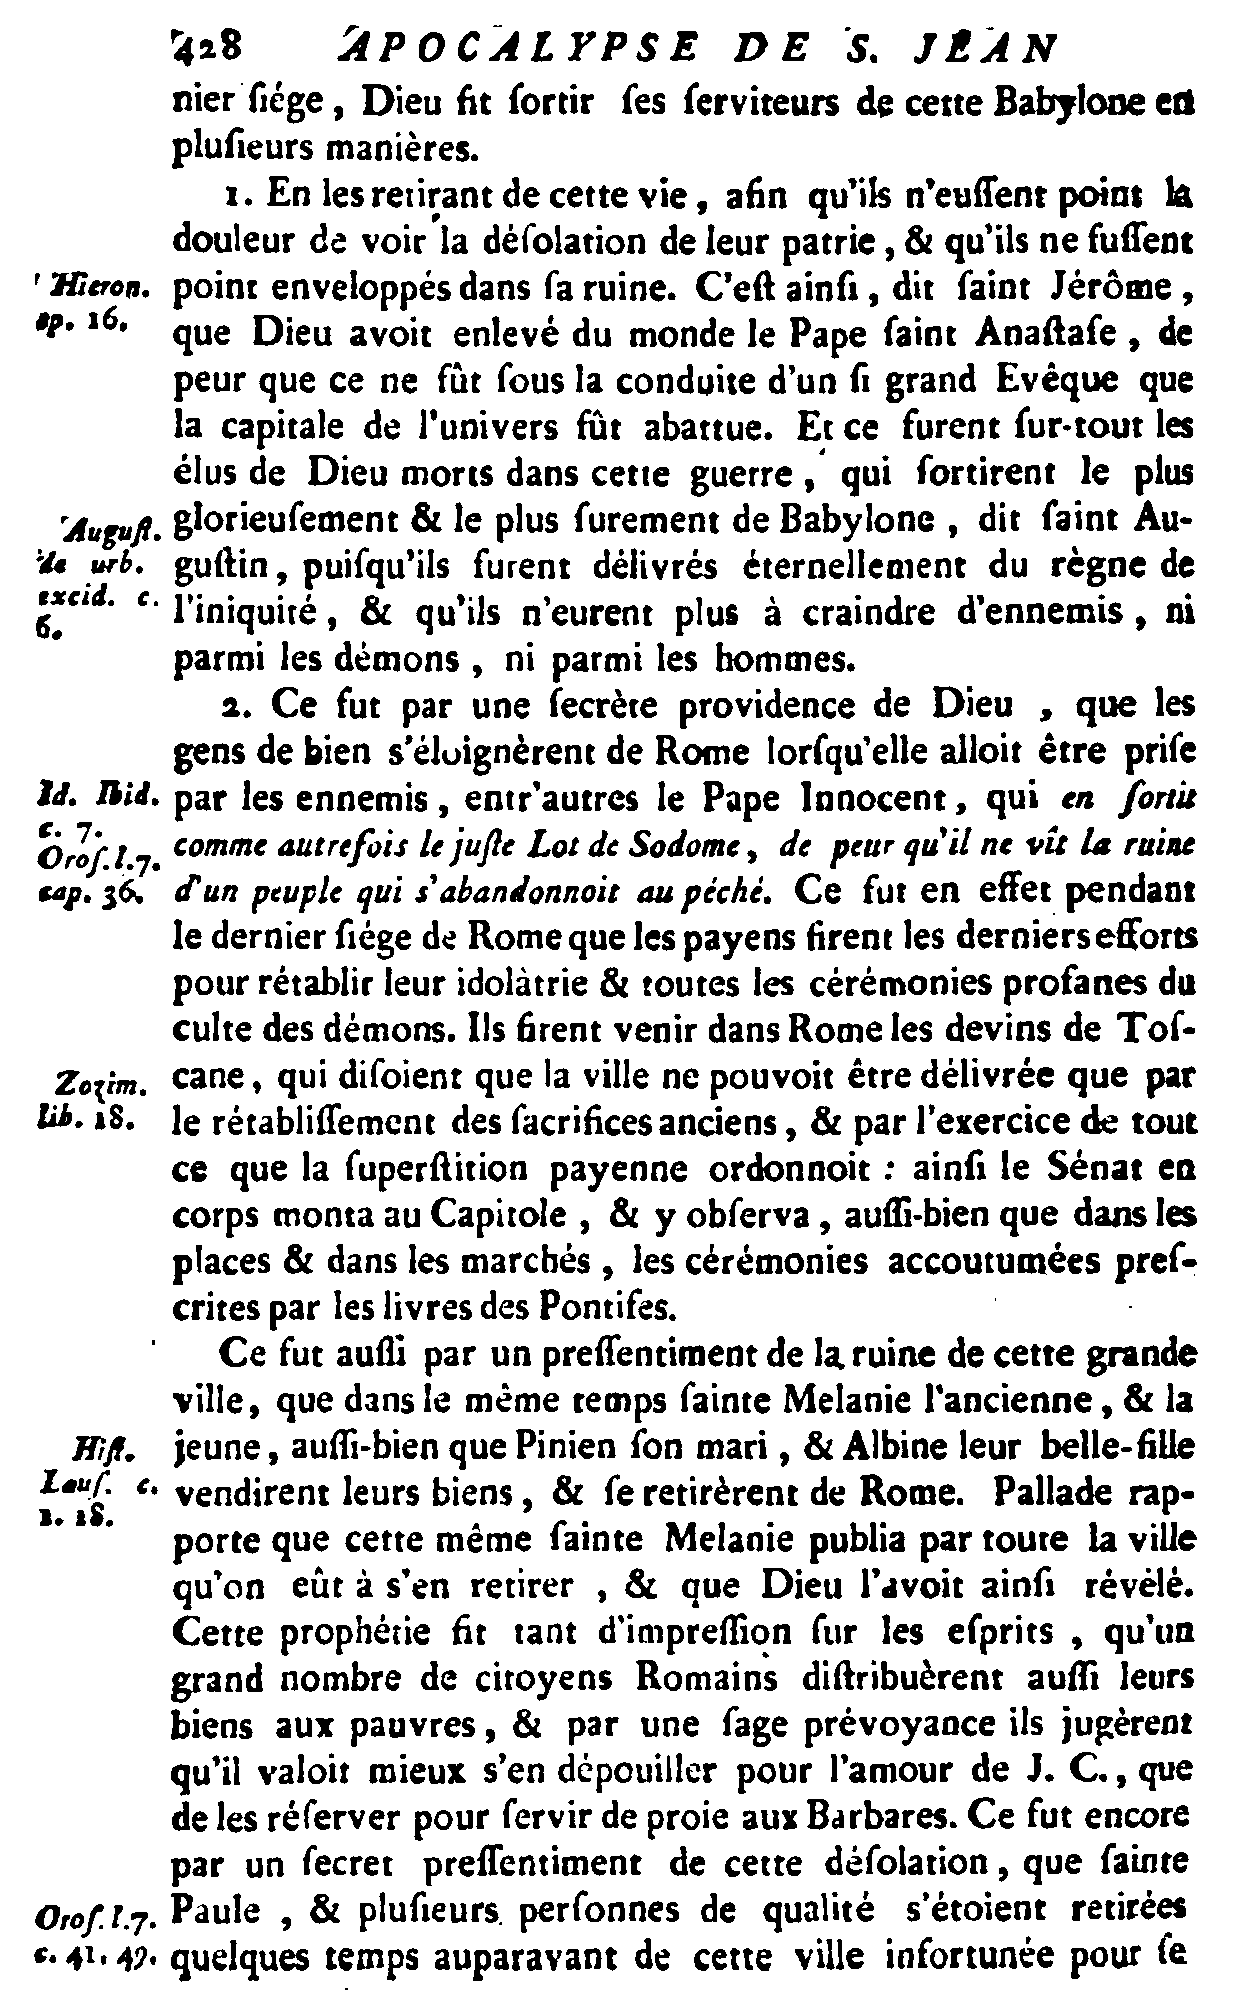 428 APOCALYPSE DE S. JEAN
nier ſiége, Dieu fit ſortir ſes ſerviteurs de cette Babylone en
pluſieurs manières.
1. En les retirant de cette vie, afin qu'ils n'euſſent point la
douleur de voir la déſolation de leur patrie, & qu'ils ne fuſſent
Hieron. point enveloppés dans ſa ruine. C'eſt ainſi, dit ſaint Jérôme,
ep. 16. que Dieu avoit enlevé du monde le Pape ſaint Anaſtaſe, de
peur que ce ne fût ſous la conduite d'un ſi grand Evêque que
la capitale de l'univers fût abattue. Et ce furent ſur-tout les
élus de Dieu morts dans cette guerre, qui ſortirent le plus
Auguſt. glorieuſement & le plus ſurement de Babylone, dit ſaint Au-
de urb. guſtin, puiſqu'ils furent délivrés éternellement du règne de
excid. c. l'iniquité, & qu'ils n'eurent plus à craindre d'ennemis, ni
6. parmi les démons, ni parmi les hommes.
2. Ce fut par une ſecrète providence de Dieu, que les
gens de bien s'éloignèrent de Rome lorſqu'elle alloit être priſe
Id. Ibid. par les ennemis, entr'autres le Pape Innocent, qui en ſortit
c. 7. comme autrefois le juſte Lot de Sodome, de peur qu'il ne vît la ruine
Oroſ. l. 7.
cap. 36. d'un peuple qui s'abandonnoit au péché. Ce fut en effet pendant
le dernier ſiége de Rome que les payens firent les derniers efforts
pour rétablir leur idolàtrie & toutes les cérémonies profanes du
culte des démons. Ils firent venir dans Rome les devins de Toſ-
Zozim. cane, qui diſoient que la ville ne pouvoit être délivrée que par
lib. 18. le rétabliſſement des ſacrifices anciens, & par l'exercice de tout
ce que la ſuperſtition payenne ordonnoit : ainſi le Sénat en
corps monta au Capitole, & y obſerva, auſſi-bien que dans les
places & dans les marchés, les cérémonies accoutumées preſ-
crites par les livres des Pontifes.
Ce fut auſſi par un preſſentiment de la ruine de cette grande
ville, que dans le même temps ſainte Melanie l'ancienne, & la
Hiſt. jeune, auſſi-bien que Pinien ſon mari, & Albine leur belle-fille
Lauſ. c. vendirent leurs biens, & ſe retirèrent de Rome. Pallade rap-
1. 18. porte que cette même ſainte Melanie publia par toute la ville
qu'on eût à s'en retirer, & que Dieu l'avoit ainſi révélé.
Cette prophétie fit tant d'impreſſion ſur les eſprits, qu'un
grand nombre de citoyens Romains diſtribuèrent auſſi leurs
biens aux pauvres, & par une ſage prévoyance ils jugèrent
qu'il valoit mieux s'en dépouiller pour l'amour de J. C., que
de les réſerver pour ſervir de proie aux Barbares. Ce fut encore
par un ſecret preſſentiment de cette déſolation, que ſainte
Oroſ. l. 7. Paule, & pluſieurs perſonnes de qualité s'étoient retirées
c. 41. 49. quelques temps auparavant de cette ville infortunée pour ſe